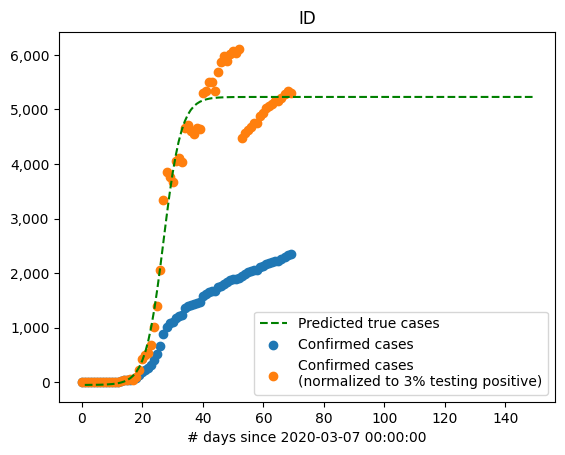 ID
6,000
5,000
4,000
3,000
2,000
1,000
0
0 20 40 60 80 100 120 140
# days since 2020-03-07 00:00:00
Predicted true cases
Confirmed cases
Confirmed cases
(normalized to 3% testing positive)